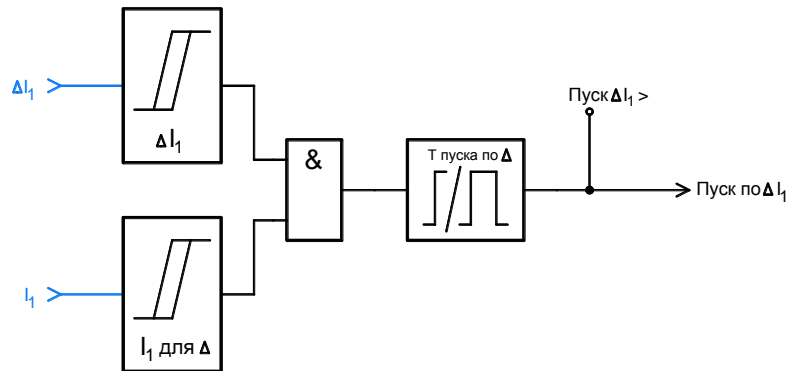 ΔI₁
ΔI₁
I₁
I₁ для Δ
&
Т пуска по Δ
Пуск ΔI₁ >
Пуск по ΔI₁